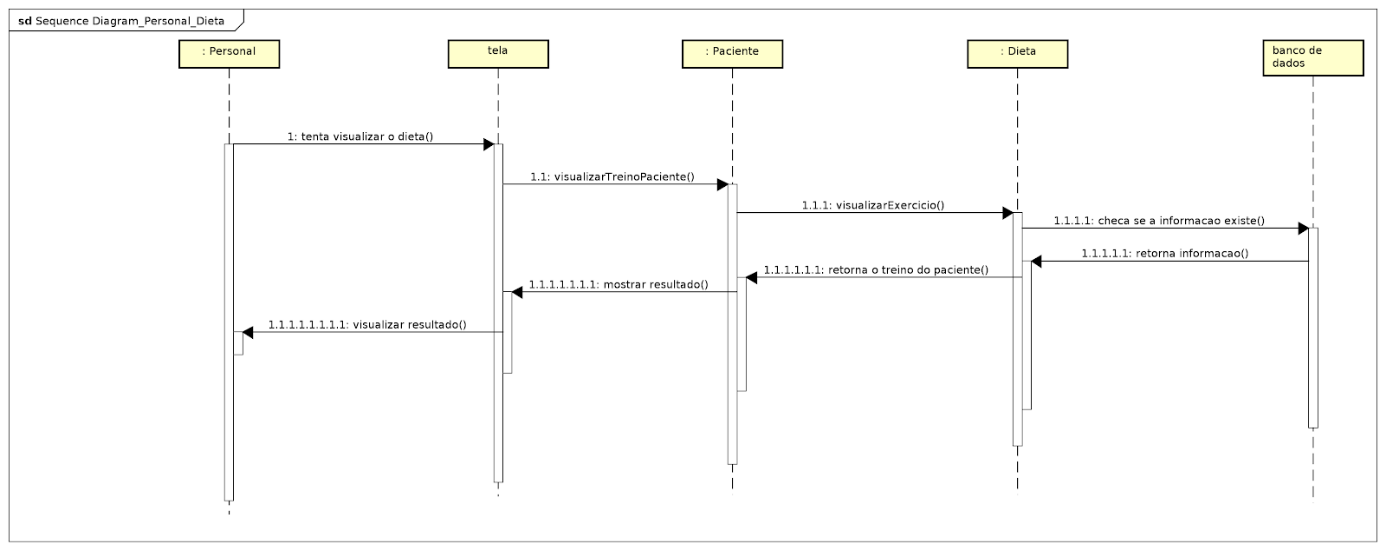 sd Sequence Diagram_Personal_Dieta
: Personal
tela
: Paciente
: Dieta
banco de
dados
1: tenta visualizar o dieta()
1.1: visualizarTreinoPaciente()
1.1.1: visualizarExercicio()
1.1.1.1: checa se a informacao existe()
1.1.1.1.1: retorna informacao()
1.1.1.1.1.1: retorna o treino do paciente()
1.1.1.1.1.1.1: mostrar resultado()
1.1.1.1.1.1.1.1: visualizar resultado()